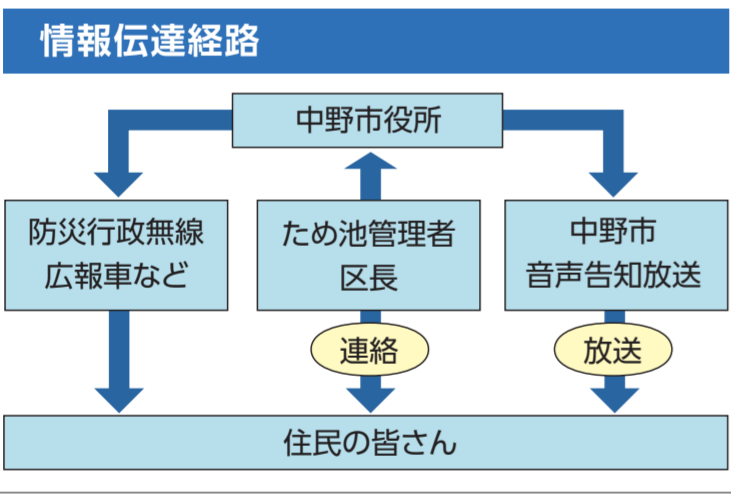 情報伝達経路
中野市役所
防災行政無線
広報車など
ため池管理者
区長
中野市
音声告知放送
連絡
放送
住民の皆さん